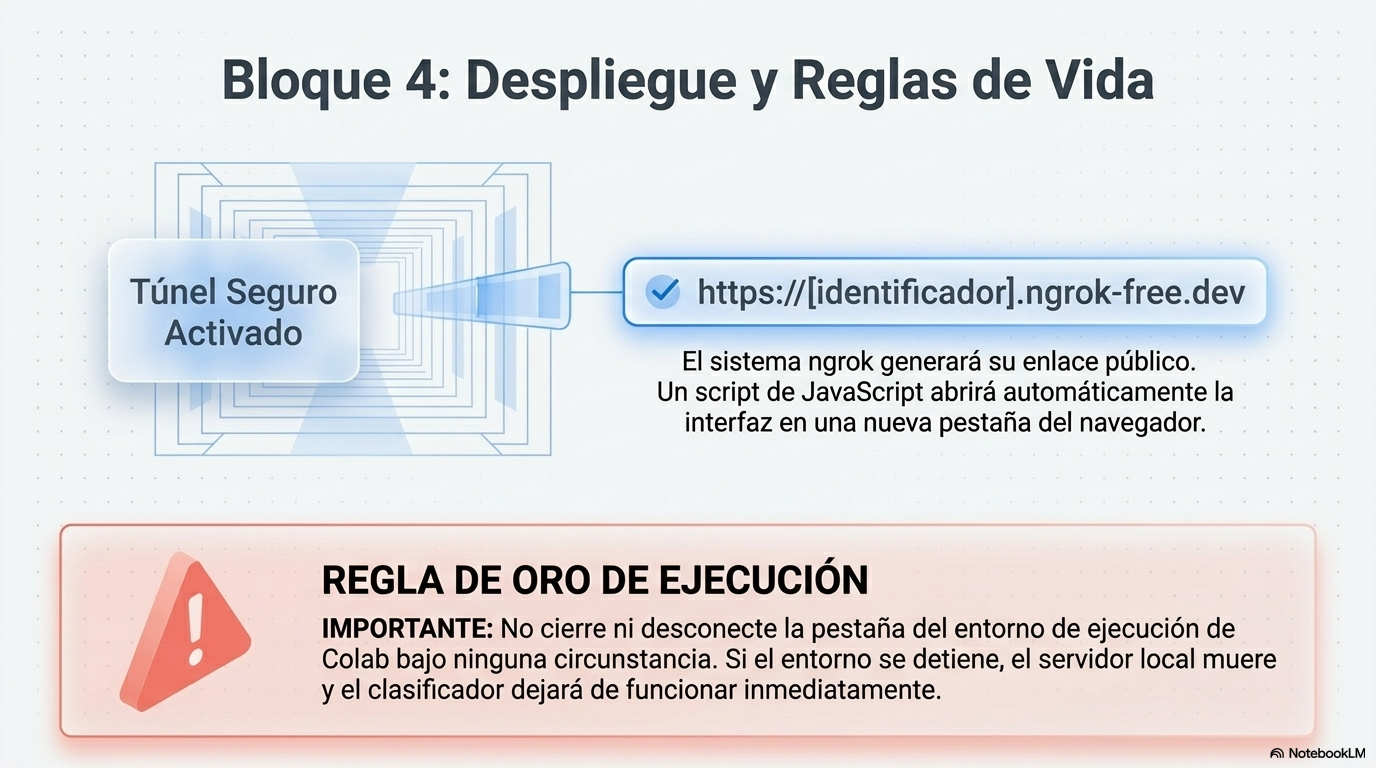 Bloque 4: Despliegue y Reglas de Vida
Túnel Seguro
Activado
https://[identificador].ngrok-free.dev
El sistema ngrok generará su enlace público.
Un script de JavaScript abrirá automáticamente la
interfaz en una nueva pestaña del navegador.
REGLA DE ORO DE EJECUCIÓN
IMPORTANTE: No cierre ni desconecte la pestaña del entorno de ejecución de
Colab bajo ninguna circunstancia. Si el entorno se detiene, el servidor local muere
y el clasificador dejará de funcionar inmediatamente.
NotebookLM